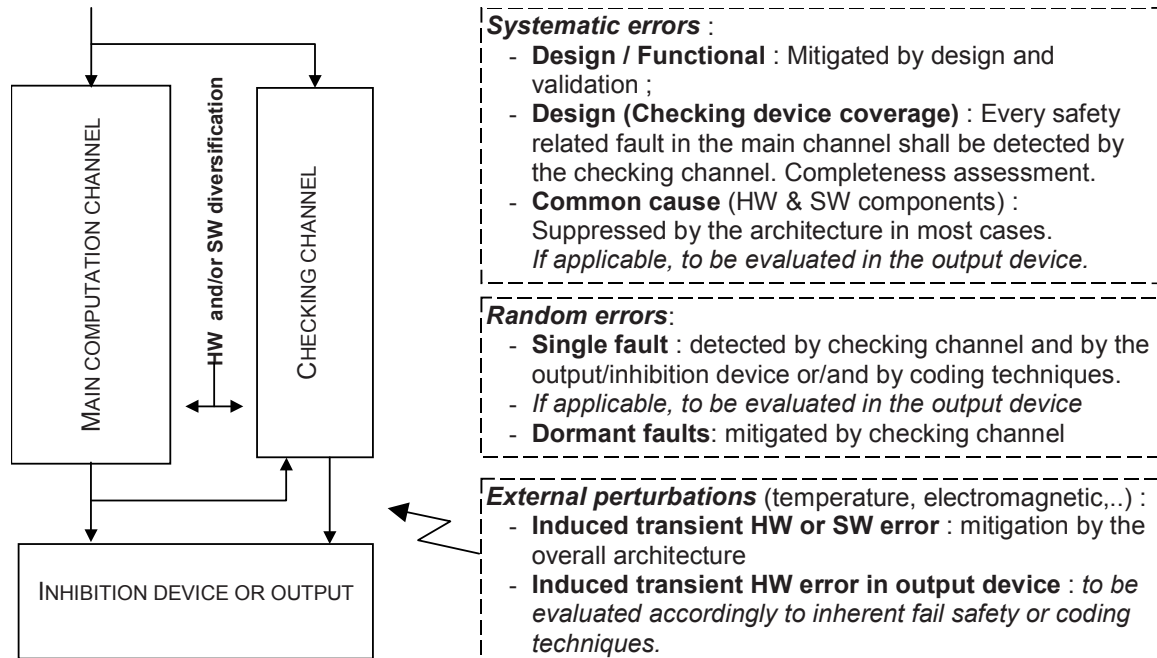 MAIN COMPUTATION CHANNEL
HW and/or SW diversification
CHECKING CHANNEL
INHIBITION DEVICE OR OUTPUT
Systematic errors :
- Design / Functional : Mitigated by design and
validation ;
- Design (Checking device coverage) : Every safety
related fault in the main channel shall be detected by
the checking channel. Completeness assessment.
- Common cause (HW & SW components) :
Suppressed by the architecture in most cases.
If applicable, to be evaluated in the output device.
Random errors:
- Single fault : detected by checking channel and by the
output/inhibition device or/and by coding techniques.
- If applicable, to be evaluated in the output device
- Dormant faults: mitigated by checking channel
External perturbations (temperature, electromagnetic,..) :
- Induced transient HW or SW error : mitigation by the
overall architecture
- Induced transient HW error in output device : to be
evaluated accordingly to inherent fail safety or coding
techniques.